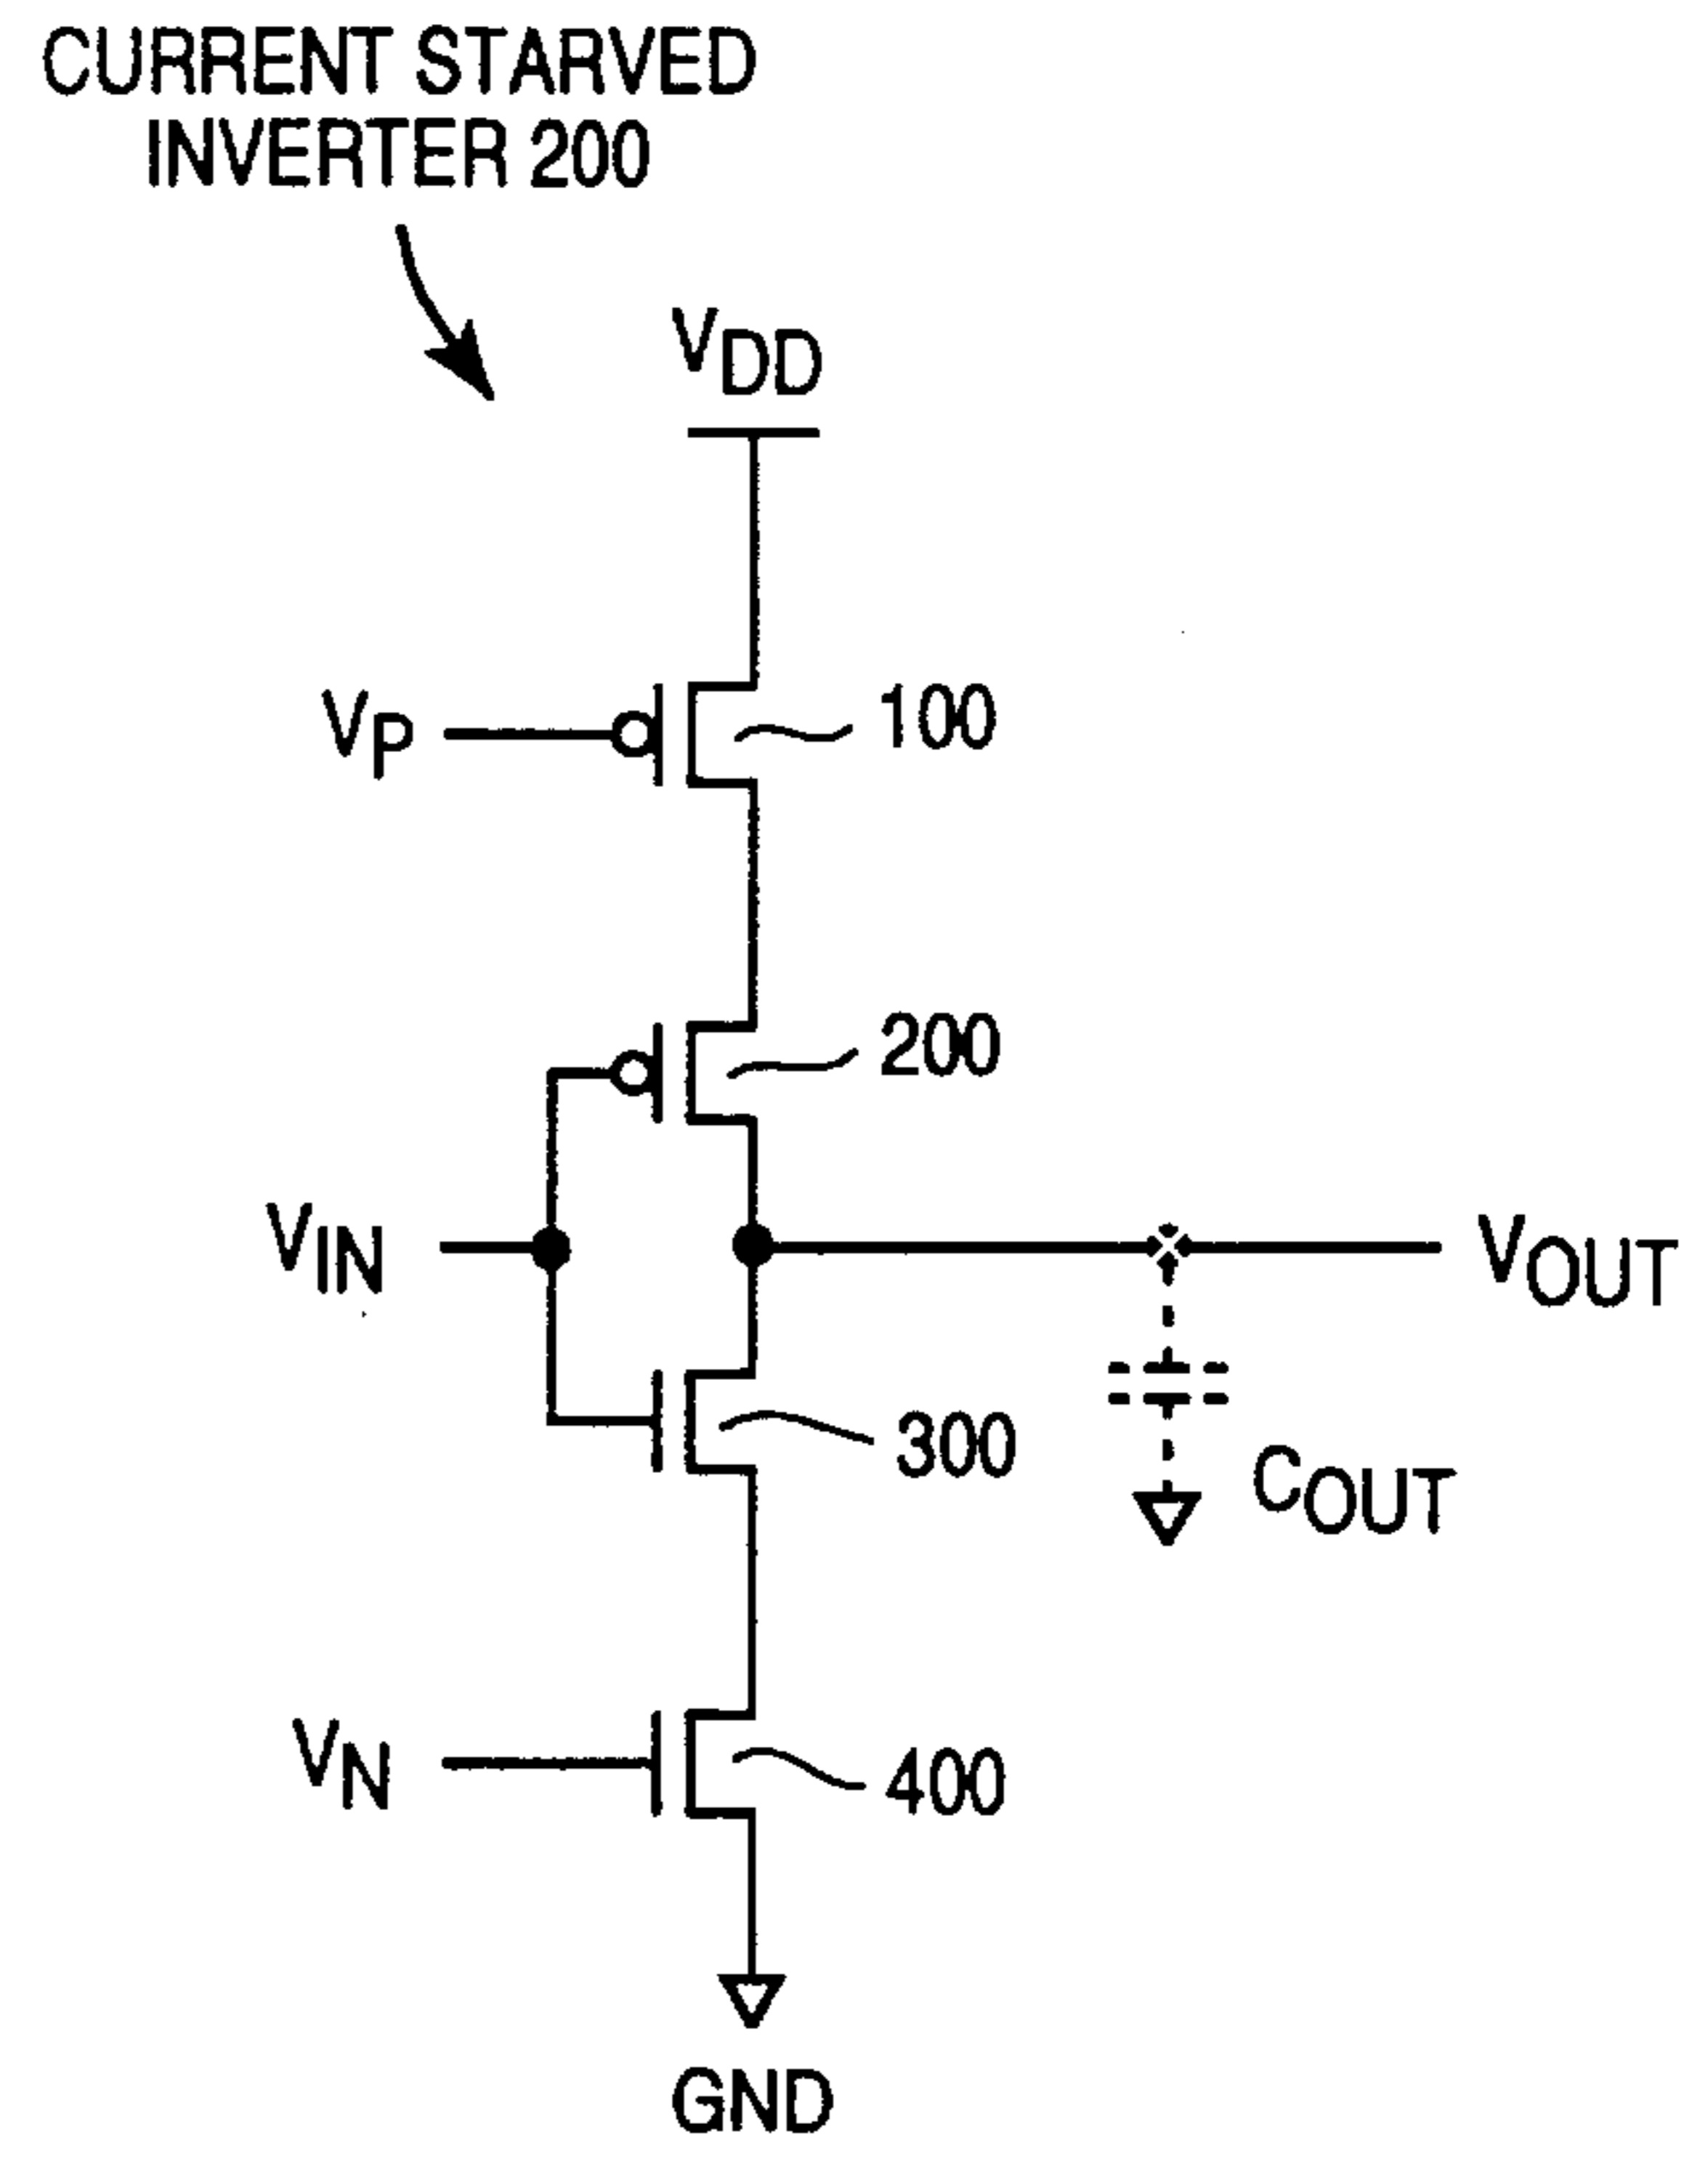 CURRENT STARVED
INVERTER 200
VDD
VP
100
200
VIN
VOUT
300
COUT
VN
400
GND